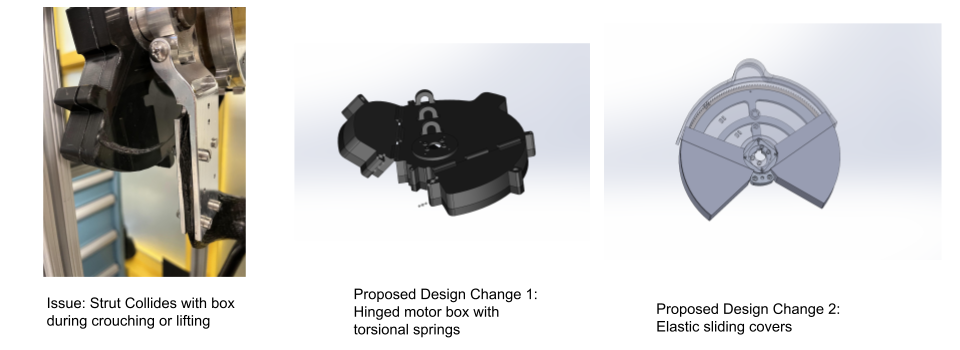 Issue: Strut Collides with box
during crouching or lifting
Proposed Design Change 1:
Hinged motor box with
torsional springs
Proposed Design Change 2:
Elastic sliding covers